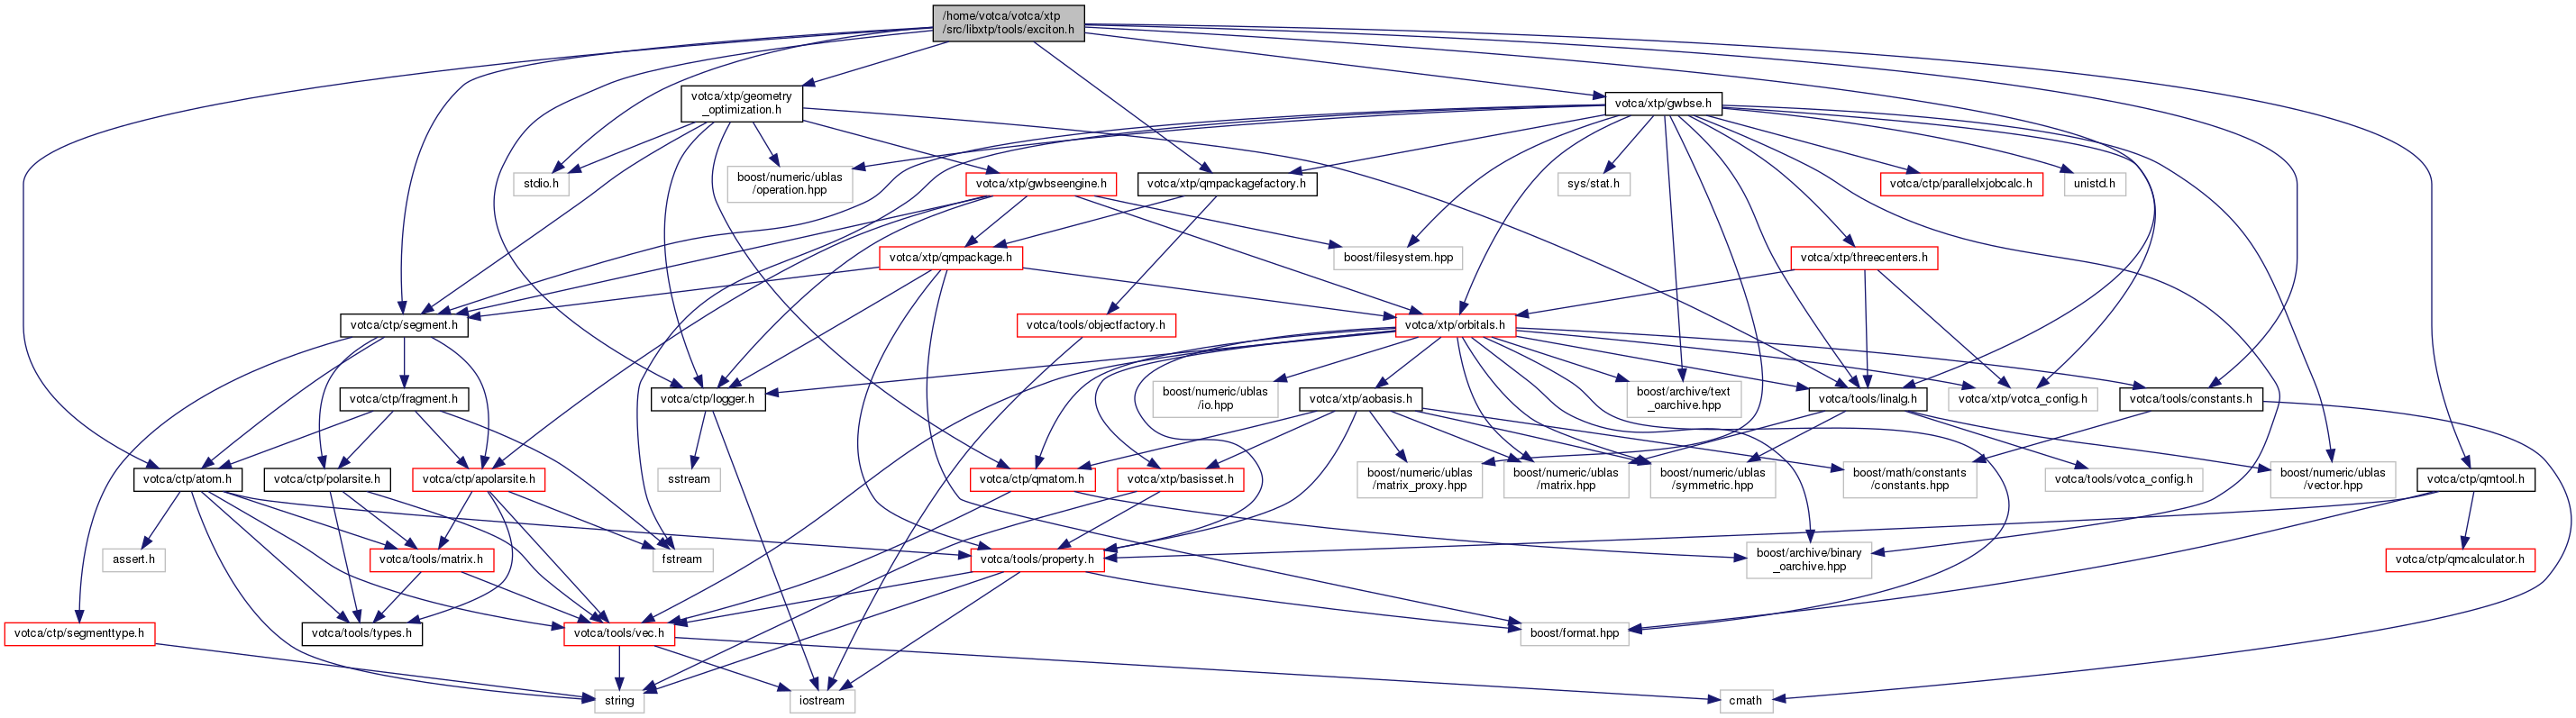 /home/votca/votca/xtp
/src/libxtp/tools/exciton.h
votca/xtp/geometry
_optimization.h
votca/xtp/gwbse.h
stdio.h
boost/numeric/ublas
/operation.hpp
votca/xtp/gwbseengine.h
votca/xtp/qmpackagefactory.h
sys/stat.h
votca/ctp/parallelxjobcalc.h
unistd.h
votca/xtp/qmpackage.h
boost/filesystem.hpp
votca/xtp/threecenters.h
votca/ctp/segment.h
votca/tools/objectfactory.h
votca/xtp/orbitals.h
votca/ctp/fragment.h
votca/ctp/logger.h
boost/numeric/ublas
/io.hpp
votca/xtp/aobasis.h
boost/archive/text
_oarchive.hpp
votca/tools/linalg.h
votca/xtp/votca_config.h
votca/tools/constants.h
votca/ctp/atom.h
votca/ctp/polarsite.h
votca/ctp/apolarsite.h
sstream
votca/ctp/qmatom.h
votca/xtp/basisset.h
boost/numeric/ublas
/matrix_proxy.hpp
boost/numeric/ublas
/matrix.hpp
boost/numeric/ublas
/symmetric.hpp
boost/math/constants
/constants.hpp
votca/tools/votca_config.h
boost/numeric/ublas
/vector.hpp
votca/ctp/qmtool.h
assert.h
votca/tools/matrix.h
fstream
votca/tools/property.h
boost/archive/binary
_oarchive.hpp
votca/ctp/qmcalculator.h
votca/ctp/segmenttype.h
votca/tools/types.h
votca/tools/vec.h
boost/format.hpp
string
iostream
cmath